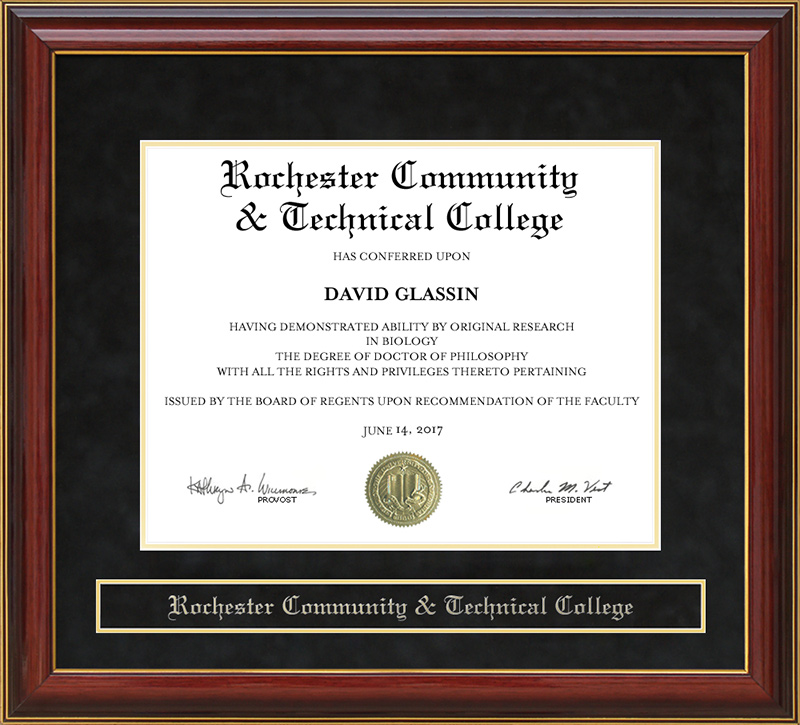 Rochester Community
& Technical College
HAS CONFERRED UPON
DAVID GLASSIN
HAVING DEMONSTRATED ABILITY BY ORIGINAL RESEARCH
IN BIOLOGY
THE DEGREE OF DOCTOR OF PHILOSOPHY
WITH ALL THE RIGHTS AND PRIVILEGES THERETO PERTAINING
ISSUED BY THE BOARD OF REGENTS UPON RECOMMENDATION OF THE FACULTY
JUNE 14, 2017
PROVOST
Charles M. Vest
PRESIDENT
Rochester Community & Technical College